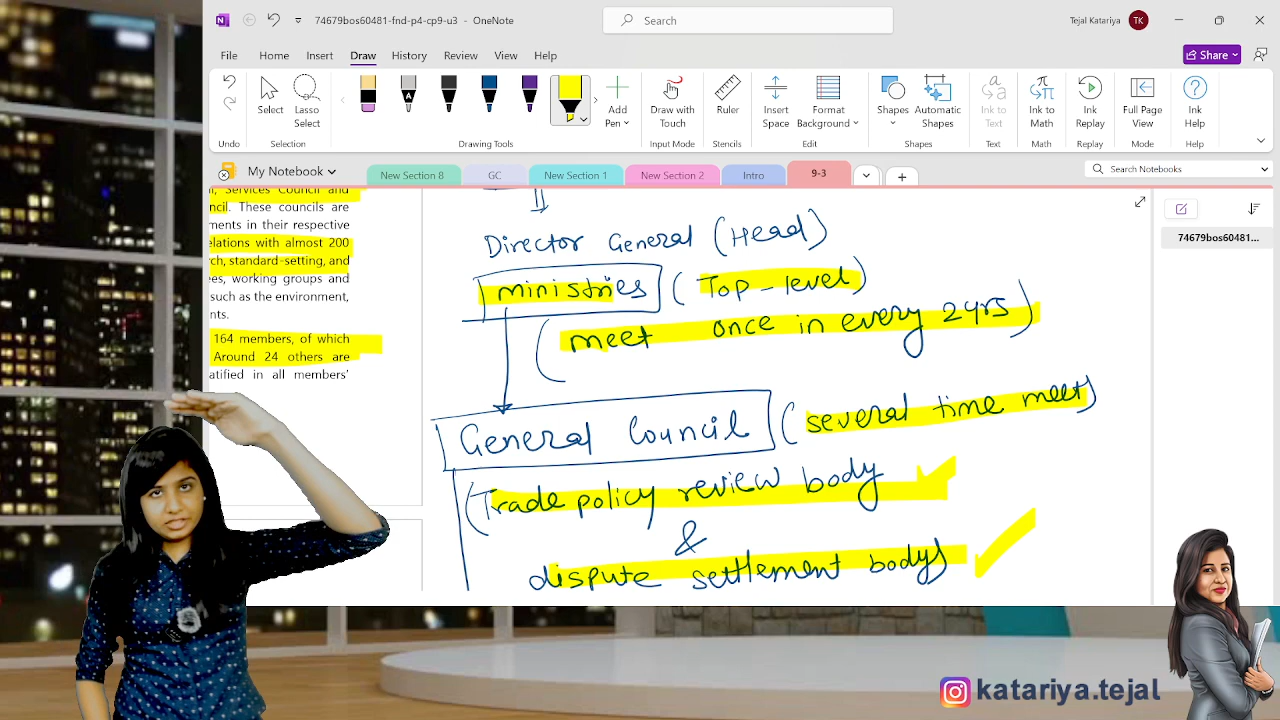 74679bos60481-fnd-p4-cp9-u3 - OneNote
Search
Tejal Katariya
TK
File Home Insert Draw History Review View Help
Share
Select
Lasso Select
Add Pen
Draw with Touch
Ruler
Insert Space
Format Background
Shapes
Automatic Shapes
Ink to Text
Ink to Math
Ink Replay
Full Page View
Ink Help
Undo Selection Drawing Tools Input Mode Stencils Edit Shapes Text Math Replay Mode Help
My Notebook
New Section 8 GC New Section 1 New Section 2 Intro 9-3
Search Notebooks
74679bos60481...
Services Council and
ncil. These councils are
ments in their respective
elations with almost 200
rch, standard-setting, and
ees, working groups and
such as the environment,
nts.
164 members, of which
Around 24 others are
atified in all members'
Director General (Head)
ministries (Top-level)
(meet once in every 2yrs)
General Council (several time meet)
(Trade policy review body
&
dispute settlement body)
katariya.tejal